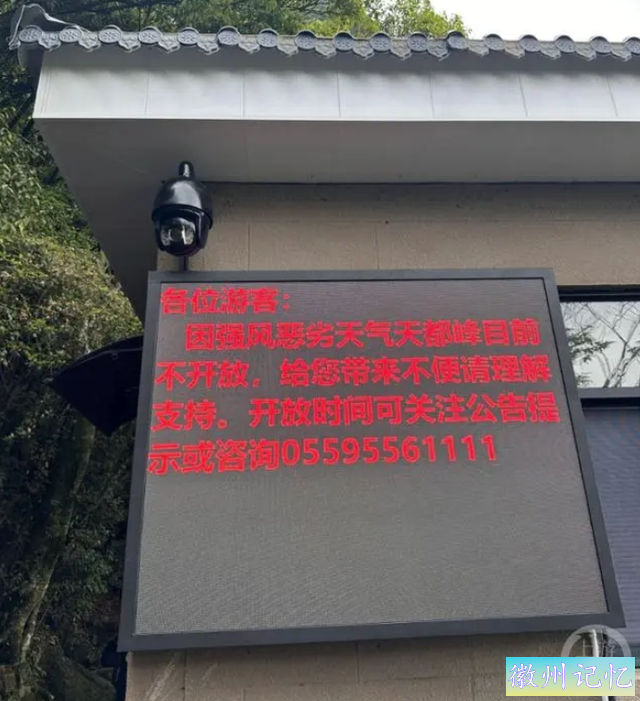 各位游客：
因强风恶劣天气天都峰目前
不开放，给您带来不便请理解
支持。开放时间可关注公告提
示或咨询05595561111
徽州记忆